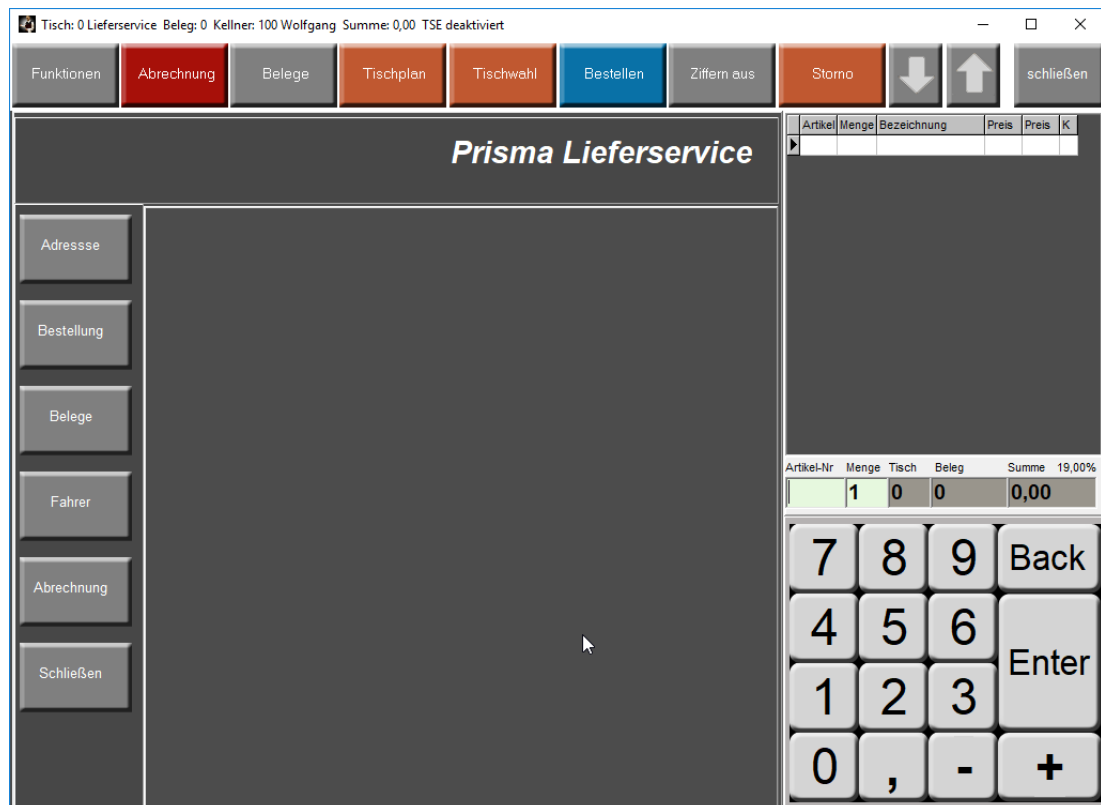 Tisch: 0 Lieferservice Beleg: 0 Kellner: 100 Wolfgang Summe: 0,00 TSE deaktiviert
Funktionen Abrechnung Belege Tischplan Tischwahl Bestellen Ziffern aus Storno schließen
Prisma Lieferservice
Artikel Menge Bezeichnung Preis Preis K
Adressse
Bestellung
Belege
Fahrer
Abrechnung
Schließen
Artikel-Nr Menge Tisch Beleg Summe 19,00%
1 0 0 0,00
7 8 9 Back
4 5 6
Enter
1 2 3
0 , - +